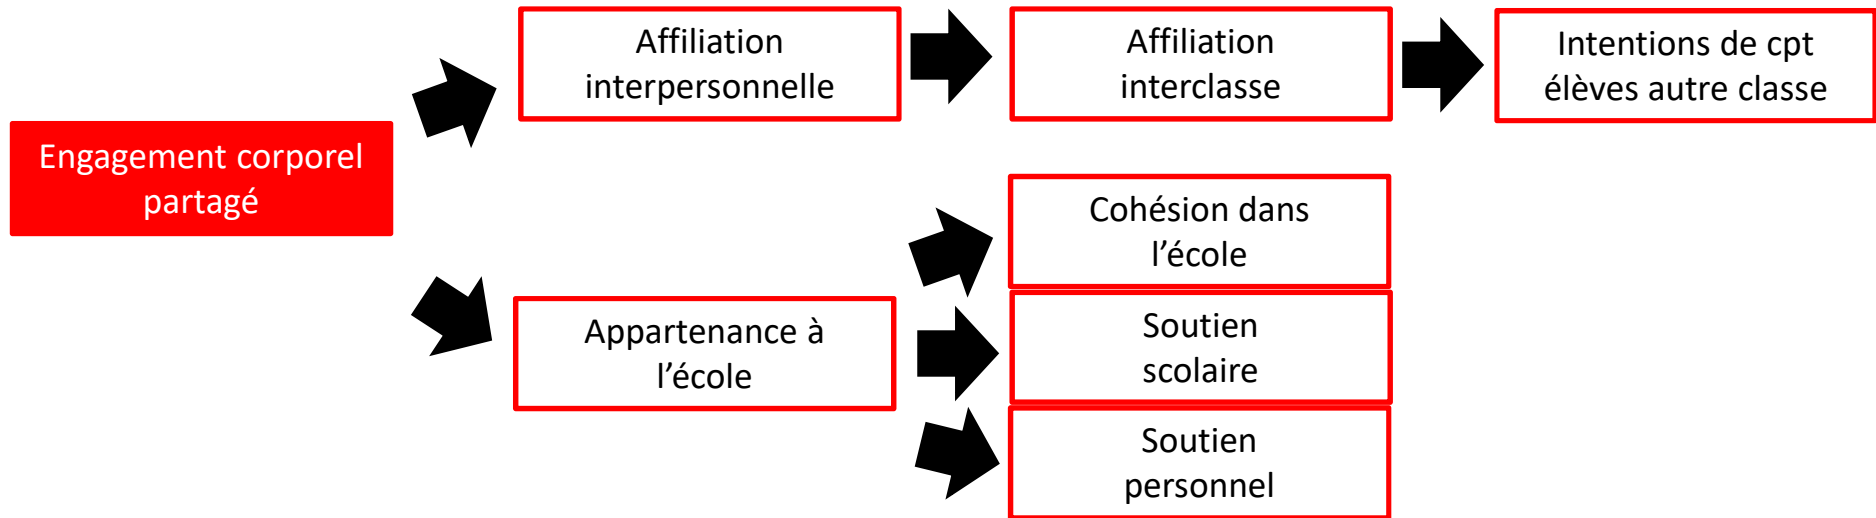 Engagement corporel
partagé
Affiliation
interpersonnelle
Affiliation
interclasse
Intentions de cpt
élèves autre classe
Appartenance à
l’école
Cohésion dans
l’école
Soutien
scolaire
Soutien
personnel